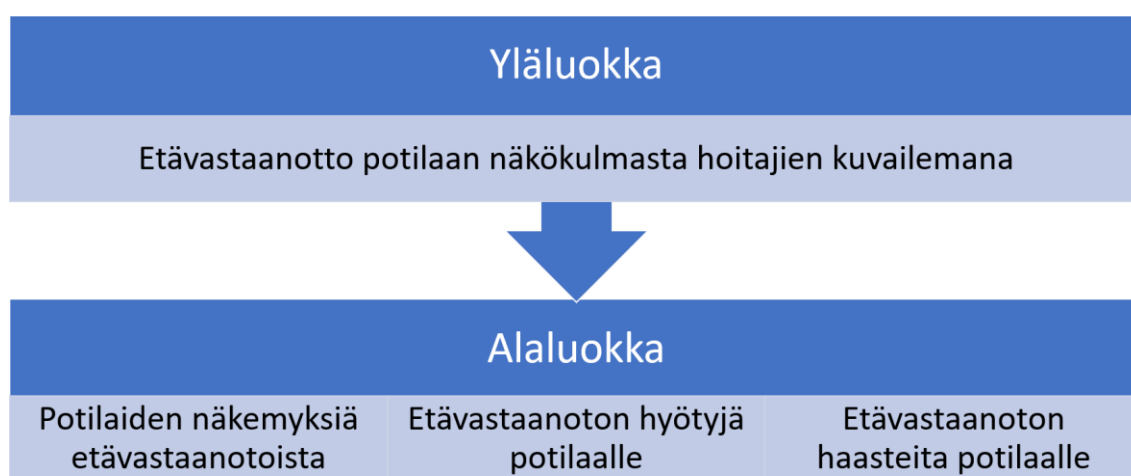 Yläluokka
Etävastaanotto potilaan näkökulmasta hoitajien kuvailemana
Alaluokka
Potilaiden näkemyksiä
etävastaanotoista
Etävastaanoton hyötyjä
potilaalle
Etävastaanoton
haasteita potilaalle